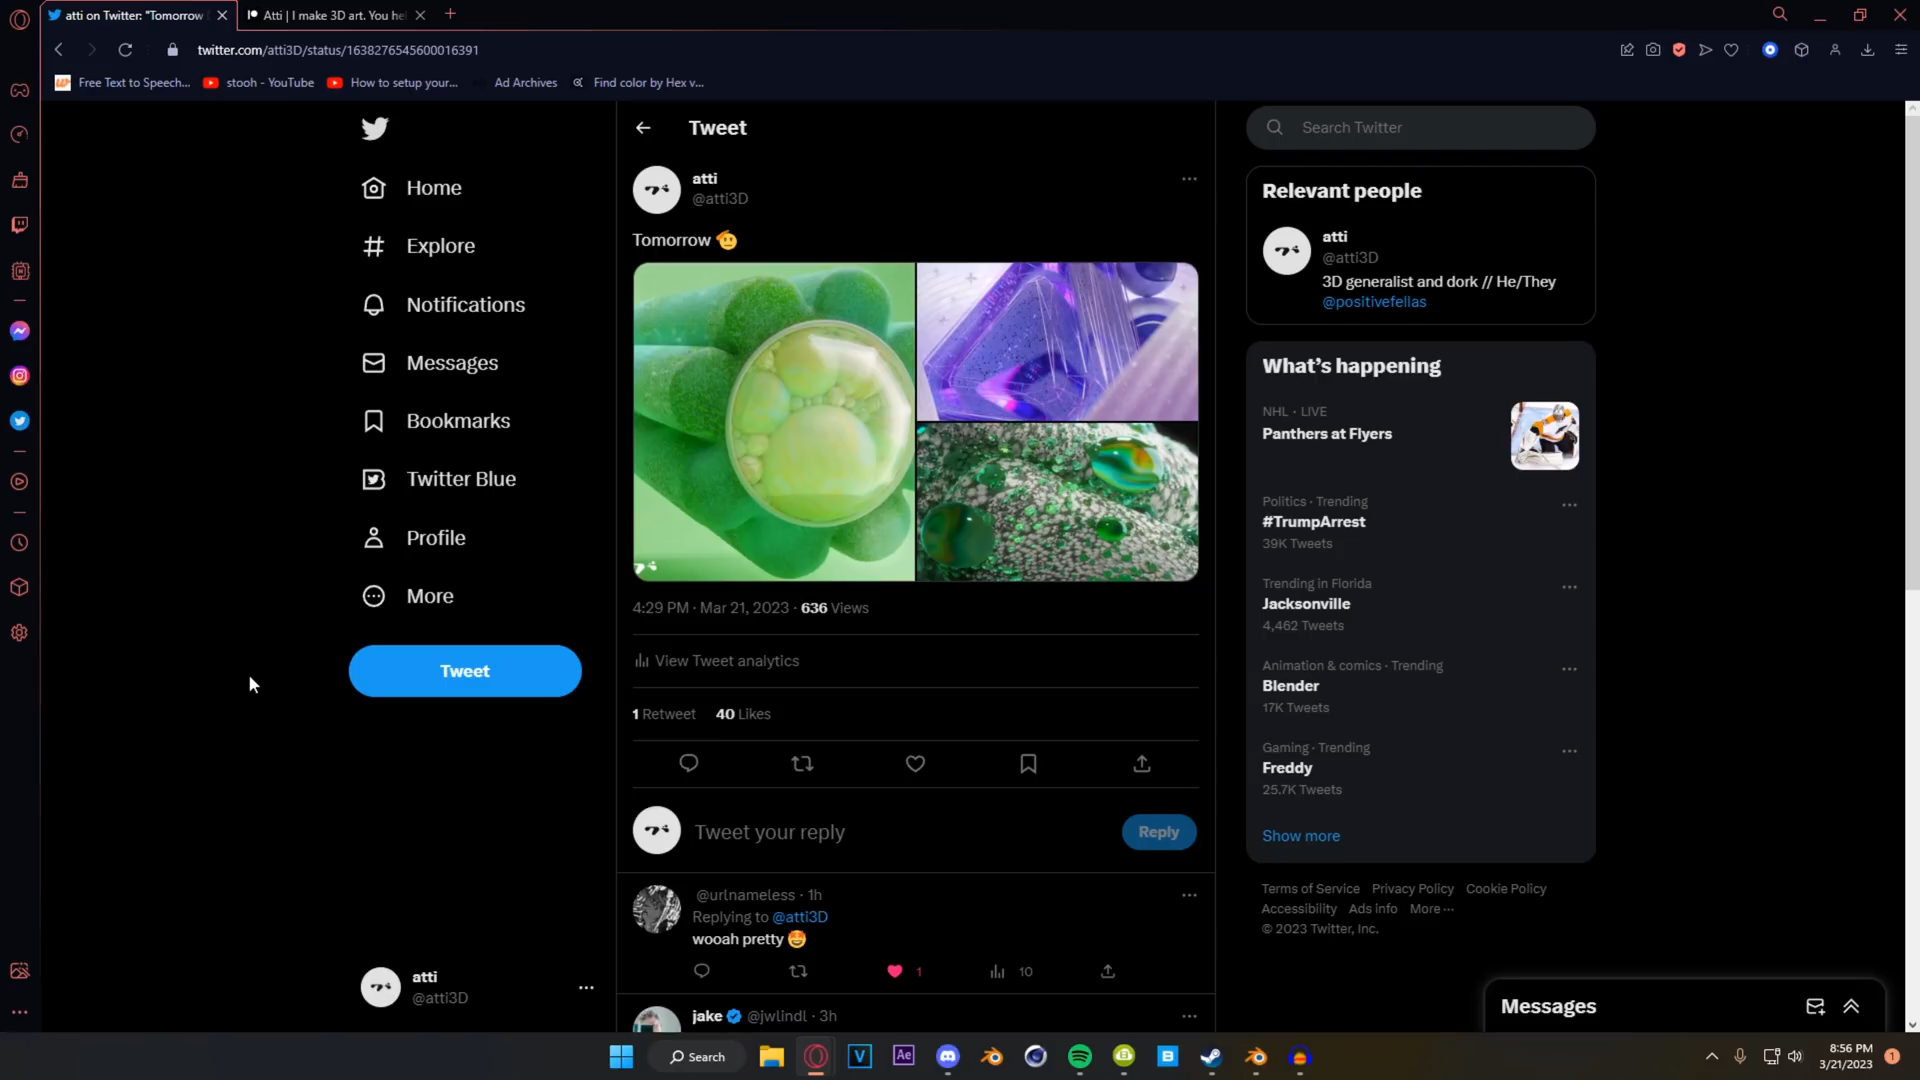 atti on Twitter: "Tomorrow
Atti | I make 3D art. You hel
twitter.com/atti3D/status/1638276545600016391
Free Text to Speech...
stooh - YouTube
How to setup your...
Ad Archives
Find color by Hex v...
Home
Explore
Notifications
Messages
Bookmarks
Twitter Blue
Profile
More
Tweet
atti
@atti3D
Tweet
atti
@atti3D
Tomorrow
4:29 PM · Mar 21, 2023 · 636 Views
View Tweet analytics
1 Retweet 40 Likes
Tweet your reply
Reply
@urlnameless · 1h
Replying to @atti3D
wooah pretty
1
10
jake @jwlindl · 3h
Search Twitter
Relevant people
atti
@atti3D
3D generalist and dork // He/They
@positivefellas
What's happening
NHL · LIVE
Panthers at Flyers
Politics · Trending
#TrumpArrest
39K Tweets
Trending in Florida
Jacksonville
4,462 Tweets
Animation & comics · Trending
Blender
17K Tweets
Gaming · Trending
Freddy
25.7K Tweets
Show more
Terms of Service Privacy Policy Cookie Policy
Accessibility Ads info More ···
© 2023 Twitter, Inc.
Messages
Search
V
Ae
B
8:56 PM
3/21/2023
1